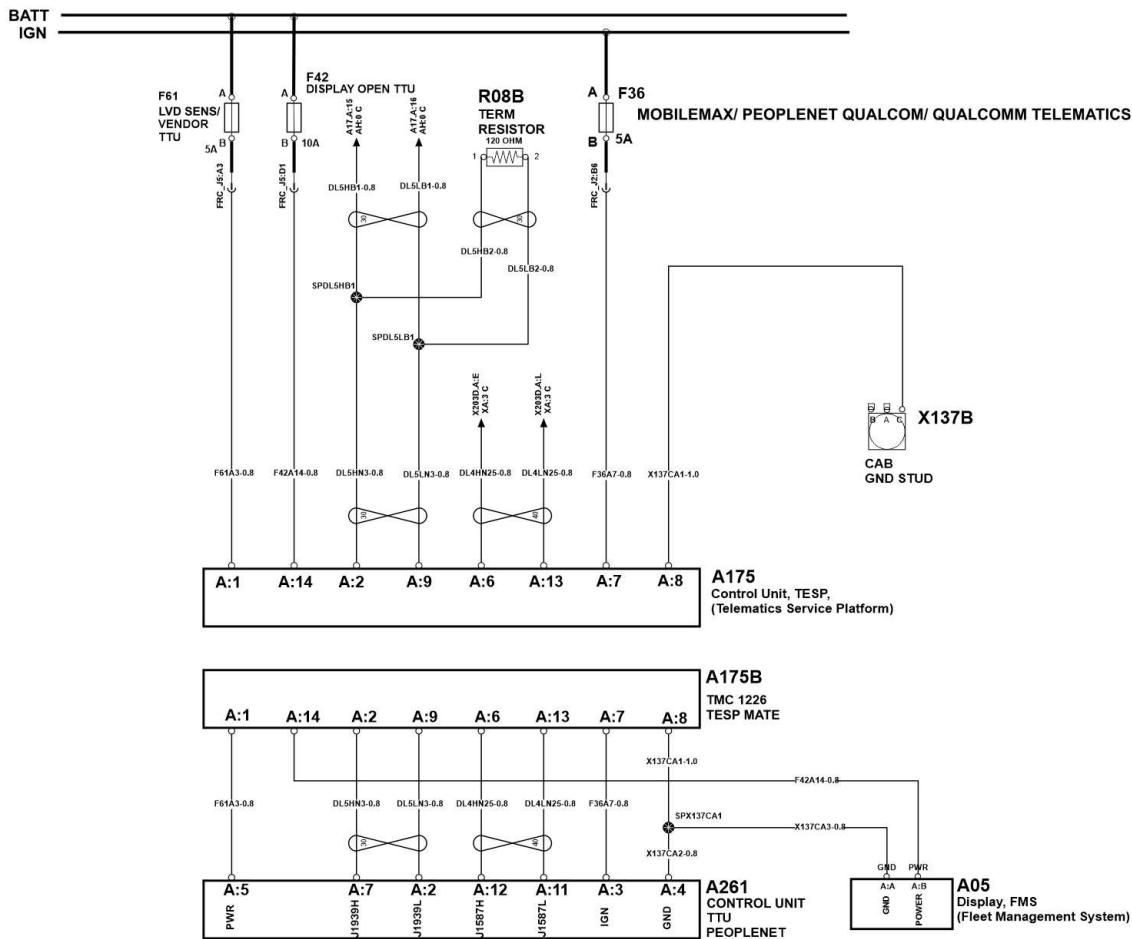 BATT
IGN
F61
LVD SENS/
VENDOR
TTU
A
B
5A
FRC_J5:A3
F42
DISPLAY OPEN TTU
A
B
10A
FRC_J5:D1
A17.A:15
AH:0 C
A17.A:16
AH:0 C
R08B
TERM
RESISTOR
120 OHM
1
2
A
F36
MOBILEMAX/ PEOPLENET QUALCOM/ QUALCOMM TELEMATICS
B
5A
FRC_J2:B6
DL5HB1-0.8
DL5LB1-0.8
30
30
DL5HB2-0.8
DL5LB2-0.8
SPDL5HB1
SPDL5LB1
X203D.A:E
XA:3 C
X203D.A:L
XA:3 C
B A C
X137B
CAB
GND STUD
F61A3-0.8
F42A14-0.8
DL5HN3-0.8
DL5LN3-0.8
DL4HN25-0.8
DL4LN25-0.8
F36A7-0.8
X137CA1-1.0
30
40
A:1
A:14
A:2
A:9
A:6
A:13
A:7
A:8
A175
Control Unit, TESP,
(Telematics Service Platform)
A175B
TMC 1226
TESP MATE
A:1
A:14
A:2
A:9
A:6
A:13
A:7
A:8
X137CA1-1.0
F42A14-0.8
F61A3-0.8
DL5HN3-0.8
DL5LN3-0.8
DL4HN25-0.8
DL4LN25-0.8
F36A7-0.8
SPX137CA1
X137CA3-0.8
30
40
X137CA2-0.8
GND
PWR
A:5
PWR
A:7
J1939H
A:2
J1939L
A:12
J1587H
A:11
J1587L
A:3
IGN
A:4
GND
A261
CONTROL UNIT
TTU
PEOPLENET
A:A
GND
A:B
POWER
A05
Display, FMS
(Fleet Management System)